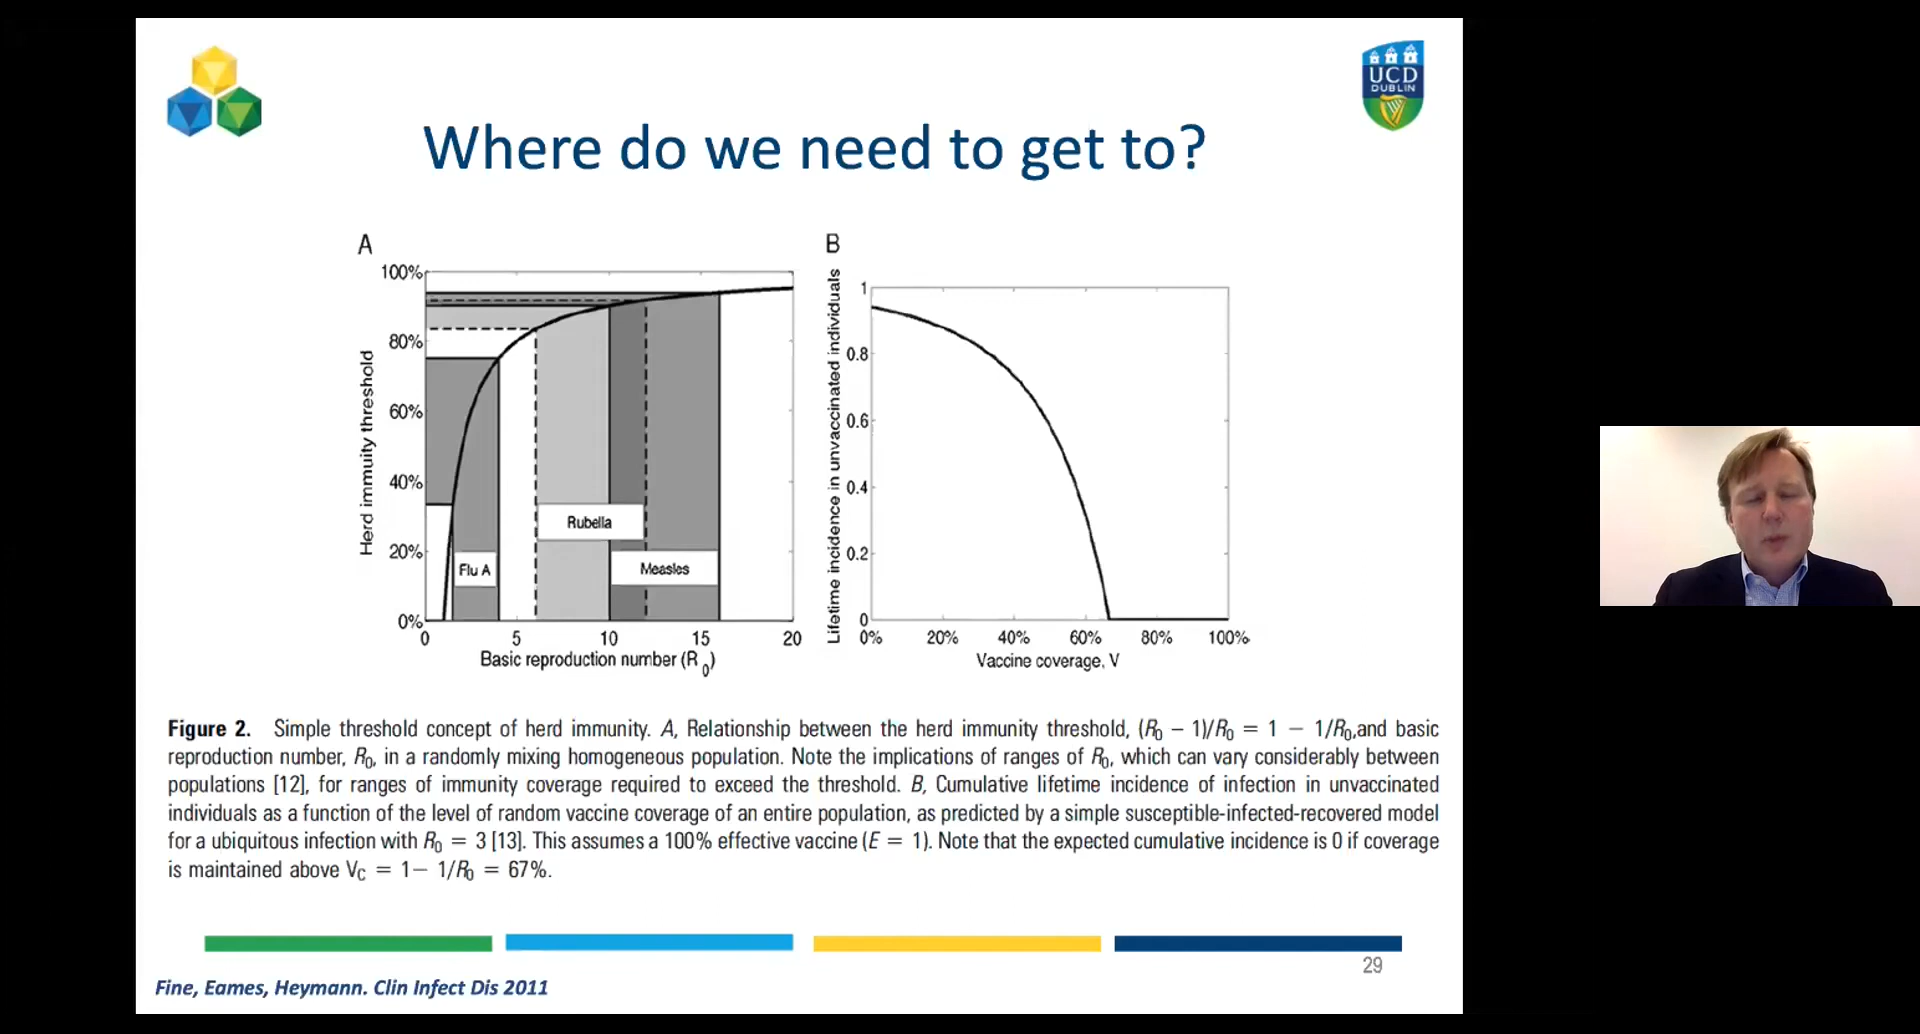 UCD
DUBLIN
Where do we need to get to?
A
100%
80%
60%
40%
20%
0%
Herd immuity threshold
Flu A
Rubella
Measles
0 5 10 15 20
Basic reproduction number (R0)
B
1
0.8
0.6
0.4
0.2
0
Lifetime incidence in unvaccinated individuals
0% 20% 40% 60% 80% 100%
Vaccine coverage, V
Figure 2. Simple threshold concept of herd immunity. A, Relationship between the herd immunity threshold, (R0 − 1)/R0 = 1 − 1/R0,and basic
reproduction number, R0, in a randomly mixing homogeneous population. Note the implications of ranges of R0, which can vary considerably between
populations [12], for ranges of immunity coverage required to exceed the threshold. B, Cumulative lifetime incidence of infection in unvaccinated
individuals as a function of the level of random vaccine coverage of an entire population, as predicted by a simple susceptible-infected-recovered model
for a ubiquitous infection with R0 = 3 [13]. This assumes a 100% effective vaccine (E = 1). Note that the expected cumulative incidence is 0 if coverage
is maintained above VC = 1− 1/R0 = 67%.
29
Fine, Eames, Heymann. Clin Infect Dis 2011